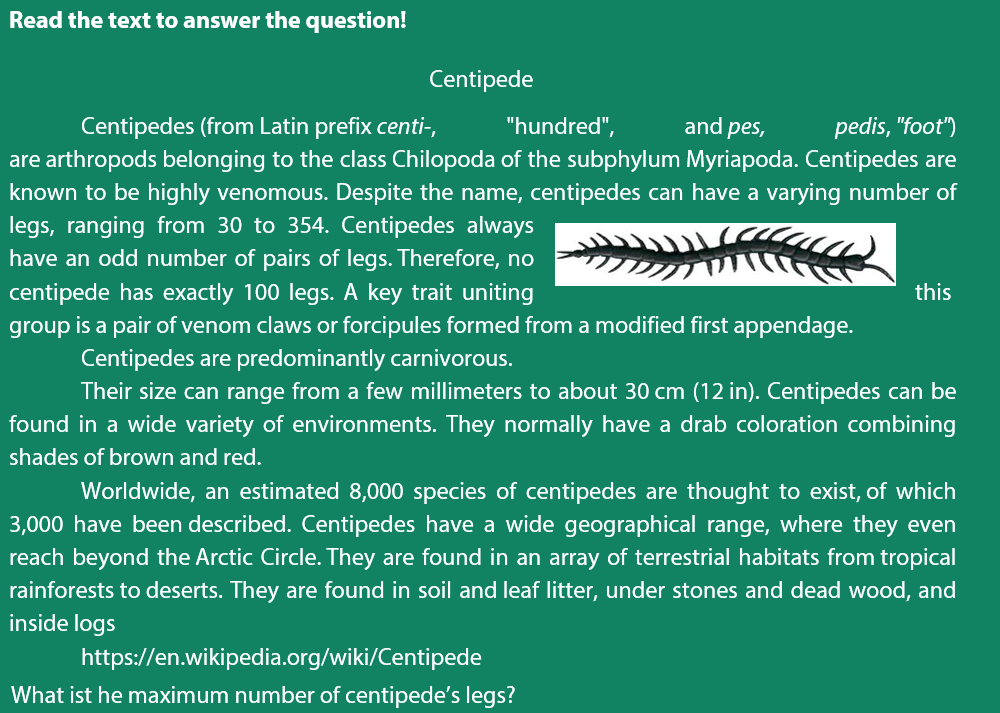 Read the text to answer the question!
Centipede
Centipedes (from Latin prefix centi-, "hundred", and pes, pedis, "foot")
are arthropods belonging to the class Chilopoda of the subphylum Myriapoda. Centipedes are
known to be highly venomous. Despite the name, centipedes can have a varying number of
legs, ranging from 30 to 354. Centipedes always
have an odd number of pairs of legs. Therefore, no
centipede has exactly 100 legs. A key trait uniting this
group is a pair of venom claws or forcipules formed from a modified first appendage.
Centipedes are predominantly carnivorous.
Their size can range from a few millimeters to about 30 cm (12 in). Centipedes can be
found in a wide variety of environments. They normally have a drab coloration combining
shades of brown and red.
Worldwide, an estimated 8,000 species of centipedes are thought to exist, of which
3,000 have been described. Centipedes have a wide geographical range, where they even
reach beyond the Arctic Circle. They are found in an array of terrestrial habitats from tropical
rainforests to deserts. They are found in soil and leaf litter, under stones and dead wood, and
inside logs
https://en.wikipedia.org/wiki/Centipede
What ist he maximum number of centipede’s legs?